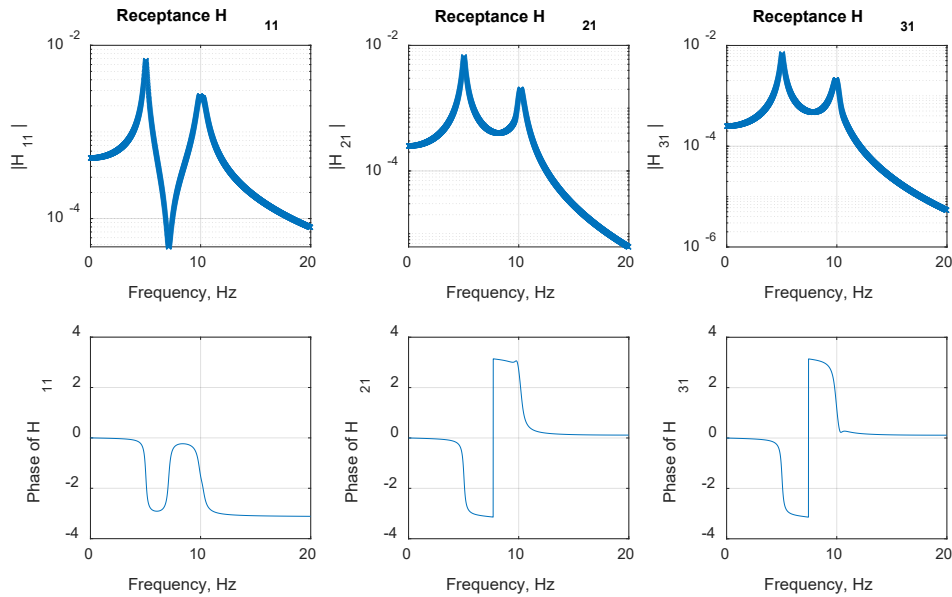 Receptance H 11
Receptance H 21
Receptance H 31
10 -2
10 -4
|H 11 |
0 10 20
Frequency, Hz
10 -2
10 -4
|H 21 |
0 10 20
Frequency, Hz
10 -2
10 -4
10 -6
|H 31 |
0 10 20
Frequency, Hz
4
2
0
-2
-4
Phase of H 11
0 10 20
Frequency, Hz
4
2
0
-2
-4
Phase of H 21
0 10 20
Frequency, Hz
4
2
0
-2
-4
Phase of H 31
0 10 20
Frequency, Hz